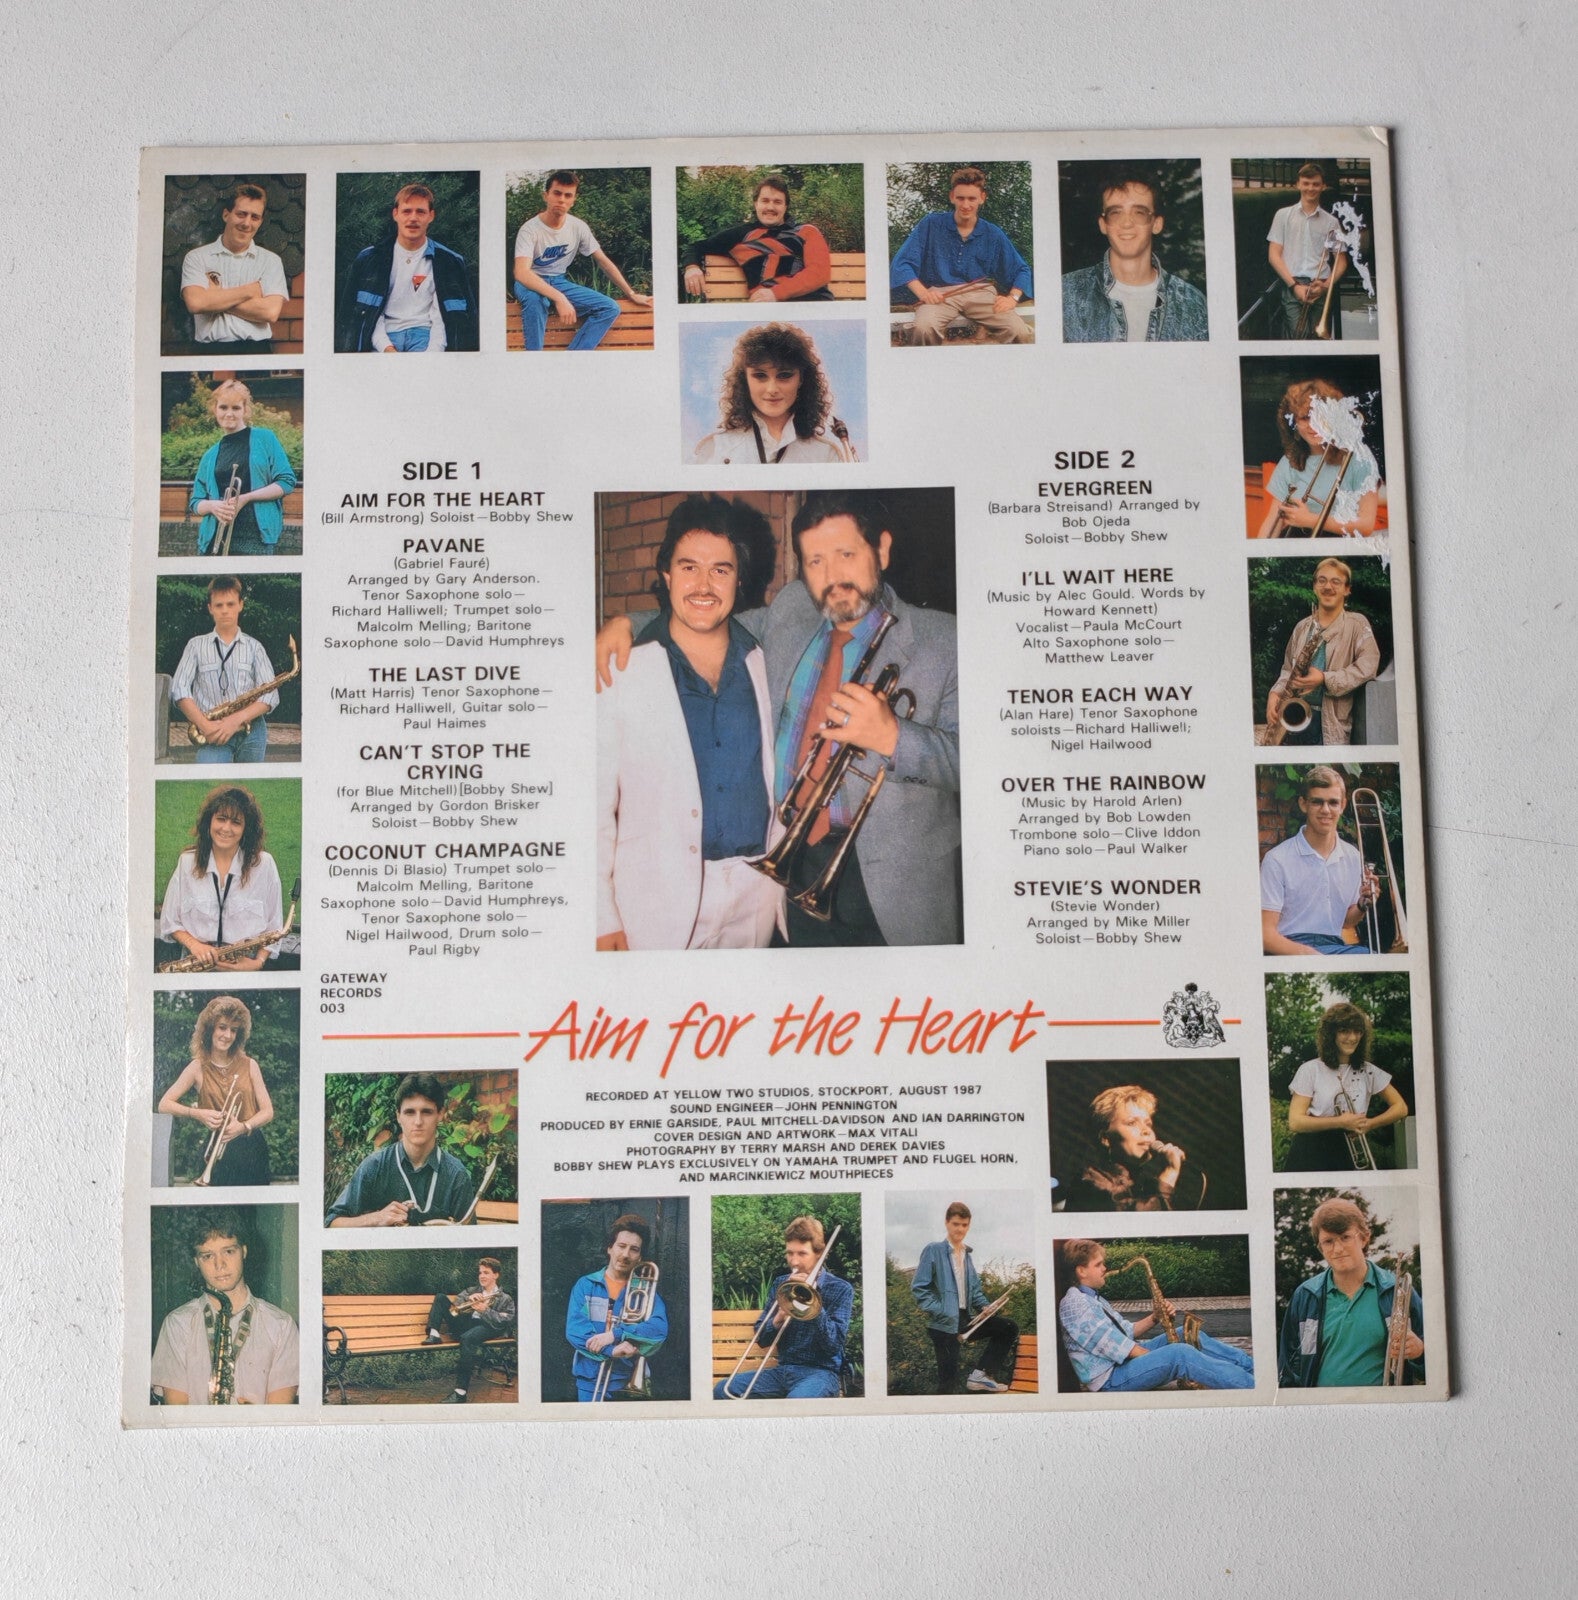 NIKE
SIDE 1
AIM FOR THE HEART
(Bill Armstrong) Soloist—Bobby Shew
PAVANE
(Gabriel Fauré)
Arranged by Gary Anderson.
Tenor Saxophone solo—
Richard Halliwell; Trumpet solo—
Malcolm Melling; Baritone
Saxophone solo—David Humphreys
THE LAST DIVE
(Matt Harris) Tenor Saxophone—
Richard Halliwell, Guitar solo—
Paul Haimes
CAN'T STOP THE
CRYING
(for Blue Mitchell)[Bobby Shew]
Arranged by Gordon Brisker
Soloist—Bobby Shew
COCONUT CHAMPAGNE
(Dennis Di Blasio) Trumpet solo—
Malcolm Melling, Baritone
Saxophone solo—David Humphreys,
Tenor Saxophone solo—
Nigel Hailwood, Drum solo—
Paul Rigby
SIDE 2
EVERGREEN
(Barbara Streisand) Arranged by
Bob Ojeda
Soloist—Bobby Shew
I'LL WAIT HERE
(Music by Alec Gould. Words by
Howard Kennett)
Vocalist—Paula McCourt
Alto Saxophone solo—
Matthew Leaver
TENOR EACH WAY
(Alan Hare) Tenor Saxophone
soloists—Richard Halliwell;
Nigel Hailwood
OVER THE RAINBOW
(Music by Harold Arlen)
Arranged by Bob Lowden
Trombone solo—Clive Iddon
Piano solo—Paul Walker
STEVIE'S WONDER
(Stevie Wonder)
Arranged by Mike Miller
Soloist—Bobby Shew
GATEWAY
RECORDS
003
Aim for the Heart
RECORDED AT YELLOW TWO STUDIOS, STOCKPORT, AUGUST 1987
SOUND ENGINEER—JOHN PENNINGTON
PRODUCED BY ERNIE GARSIDE, PAUL MITCHELL-DAVIDSON AND IAN DARRINGTON
COVER DESIGN AND ARTWORK—MAX VITALI
PHOTOGRAPHY BY TERRY MARSH AND DEREK DAVIES
BOBBY SHEW PLAYS EXCLUSIVELY ON YAMAHA TRUMPET AND FLUGEL HORN,
AND MARCINKIEWICZ MOUTHPIECES